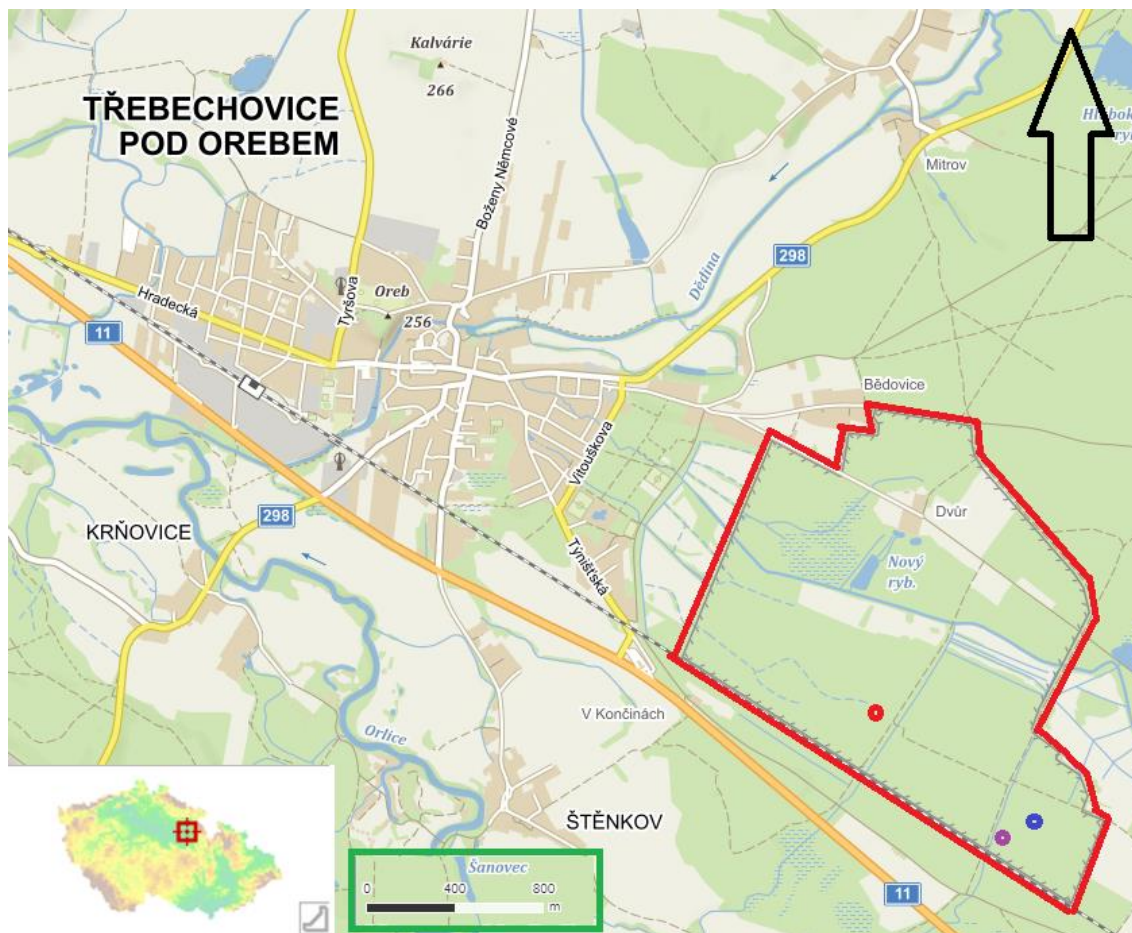 Kalvárie
266
TŘEBECHOVICE
POD OREBEM
Boženy Němcové
Mitrov
Dědina
298
Hradecká
Tyršova
Oreb
256
11
Bědovice
Vitouškova
KRŇOVICE
298
Dvůr
Nový
ryb.
Týnišťská
V Končinách
Orlice
ŠTĚNKOV
Šanovec
0 400 800
m
11